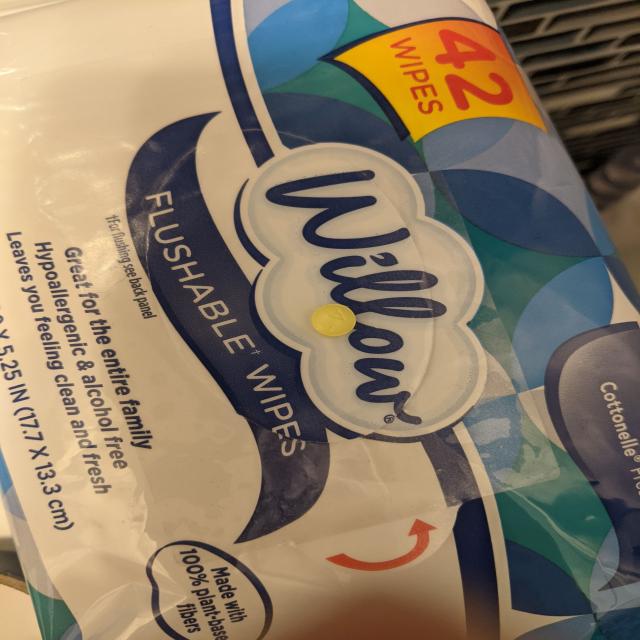 42
WIPES
Willow®
FLUSHABLE† WIPES
†For flushing see back panel
Great for the entire family
Hypoallergenic & alcohol free
Leaves you feeling clean and fresh
X 5.25 IN (17.7 X 13.3 cm)
Made with
100% plant-based
fibers
Cottonelle®